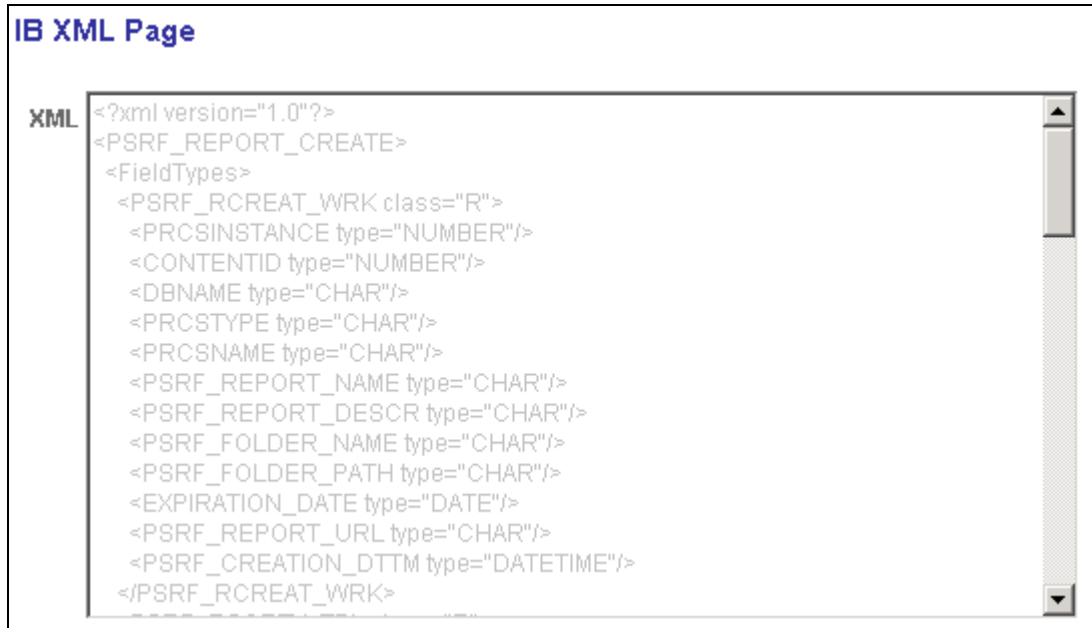 IB XML Page
XML
<?xml version="1.0"?>
<PSRF_REPORT_CREATE>
<FieldTypes>
<PSRF_RCREAT_WRK class="R">
<PRCSINSTANCE type="NUMBER"/>
<CONTENTID type="NUMBER"/>
<DBNAME type="CHAR"/>
<PRCSTYPE type="CHAR"/>
<PRCSNAME type="CHAR"/>
<PSRF_REPORT_NAME type="CHAR"/>
<PSRF_REPORT_DESCR type="CHAR"/>
<PSRF_FOLDER_NAME type="CHAR"/>
<PSRF_FOLDER_PATH type="CHAR"/>
<EXPIRATION_DATE type="DATE"/>
<PSRF_REPORT_URL type="CHAR"/>
<PSRF_CREATION_DTTM type="DATETIME"/>
</PSRF_RCREAT_WRK>